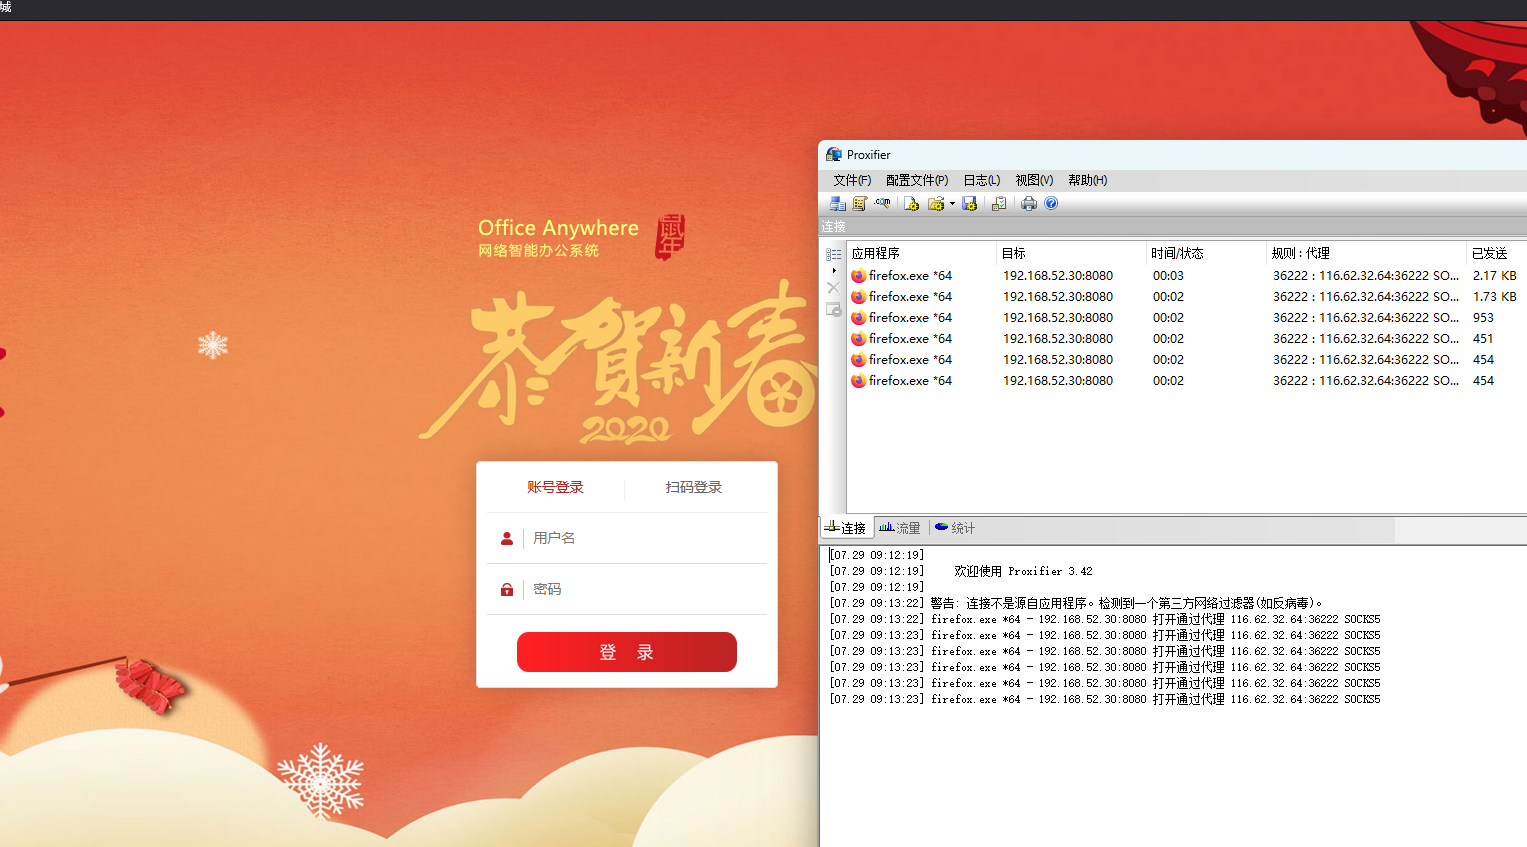 城
Office Anywhere
网络智能办公系统
鼠年
恭賀新春
2020
账号登录
扫码登录
用户名
密码
登 录
Proxifier
文件(F) 配置文件(P) 日志(L) 视图(V) 帮助(H)
.com
连接
应用程序 目标 时间/状态 规则 : 代理 已发送
firefox.exe *64 192.168.52.30:8080 00:03 36222 : 116.62.32.64:36222 SO... 2.17 KB
firefox.exe *64 192.168.52.30:8080 00:02 36222 : 116.62.32.64:36222 SO... 1.73 KB
firefox.exe *64 192.168.52.30:8080 00:02 36222 : 116.62.32.64:36222 SO... 953
firefox.exe *64 192.168.52.30:8080 00:02 36222 : 116.62.32.64:36222 SO... 451
firefox.exe *64 192.168.52.30:8080 00:02 36222 : 116.62.32.64:36222 SO... 454
firefox.exe *64 192.168.52.30:8080 00:02 36222 : 116.62.32.64:36222 SO... 454
连接 流量 统计
[07.29 09:12:19]
[07.29 09:12:19] 欢迎使用 Proxifier 3.42
[07.29 09:12:19]
[07.29 09:13:22] 警告: 连接不是源自应用程序。检测到一个第三方网络过滤器(如反病毒)。
[07.29 09:13:22] firefox.exe *64 - 192.168.52.30:8080 打开通过代理 116.62.32.64:36222 SOCKS5
[07.29 09:13:23] firefox.exe *64 - 192.168.52.30:8080 打开通过代理 116.62.32.64:36222 SOCKS5
[07.29 09:13:23] firefox.exe *64 - 192.168.52.30:8080 打开通过代理 116.62.32.64:36222 SOCKS5
[07.29 09:13:23] firefox.exe *64 - 192.168.52.30:8080 打开通过代理 116.62.32.64:36222 SOCKS5
[07.29 09:13:23] firefox.exe *64 - 192.168.52.30:8080 打开通过代理 116.62.32.64:36222 SOCKS5
[07.29 09:13:23] firefox.exe *64 - 192.168.52.30:8080 打开通过代理 116.62.32.64:36222 SOCKS5